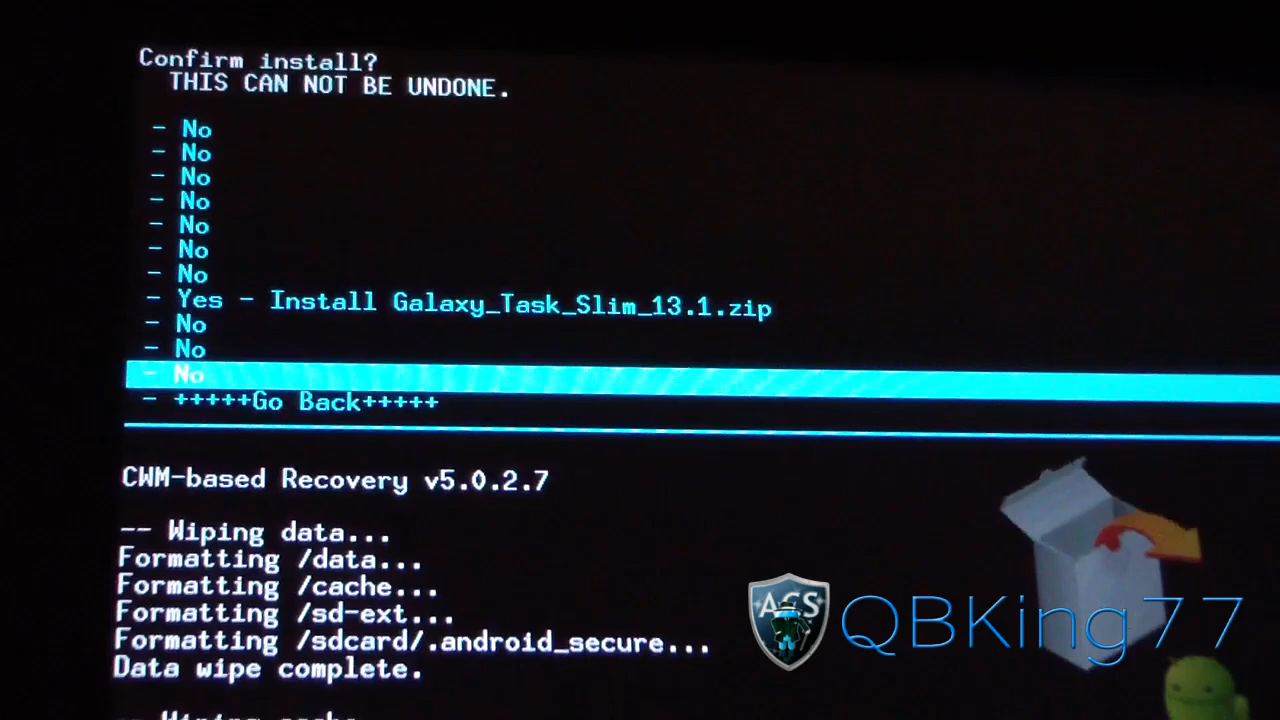 Confirm install?
THIS CAN NOT BE UNDONE.
- No
- No
- No
- No
- No
- No
- No
- Yes - Install Galaxy_Task_Slim_13.1.zip
- No
- No
- No
- +++++Go Back+++++
CWM-based Recovery v5.0.2.7
-- Wiping data...
Formatting /data...
Formatting /cache...
Formatting /sd-ext...
Formatting /sdcard/.android_secure...
Data wipe complete.
-- Wiping cache
ACS
QBKing77